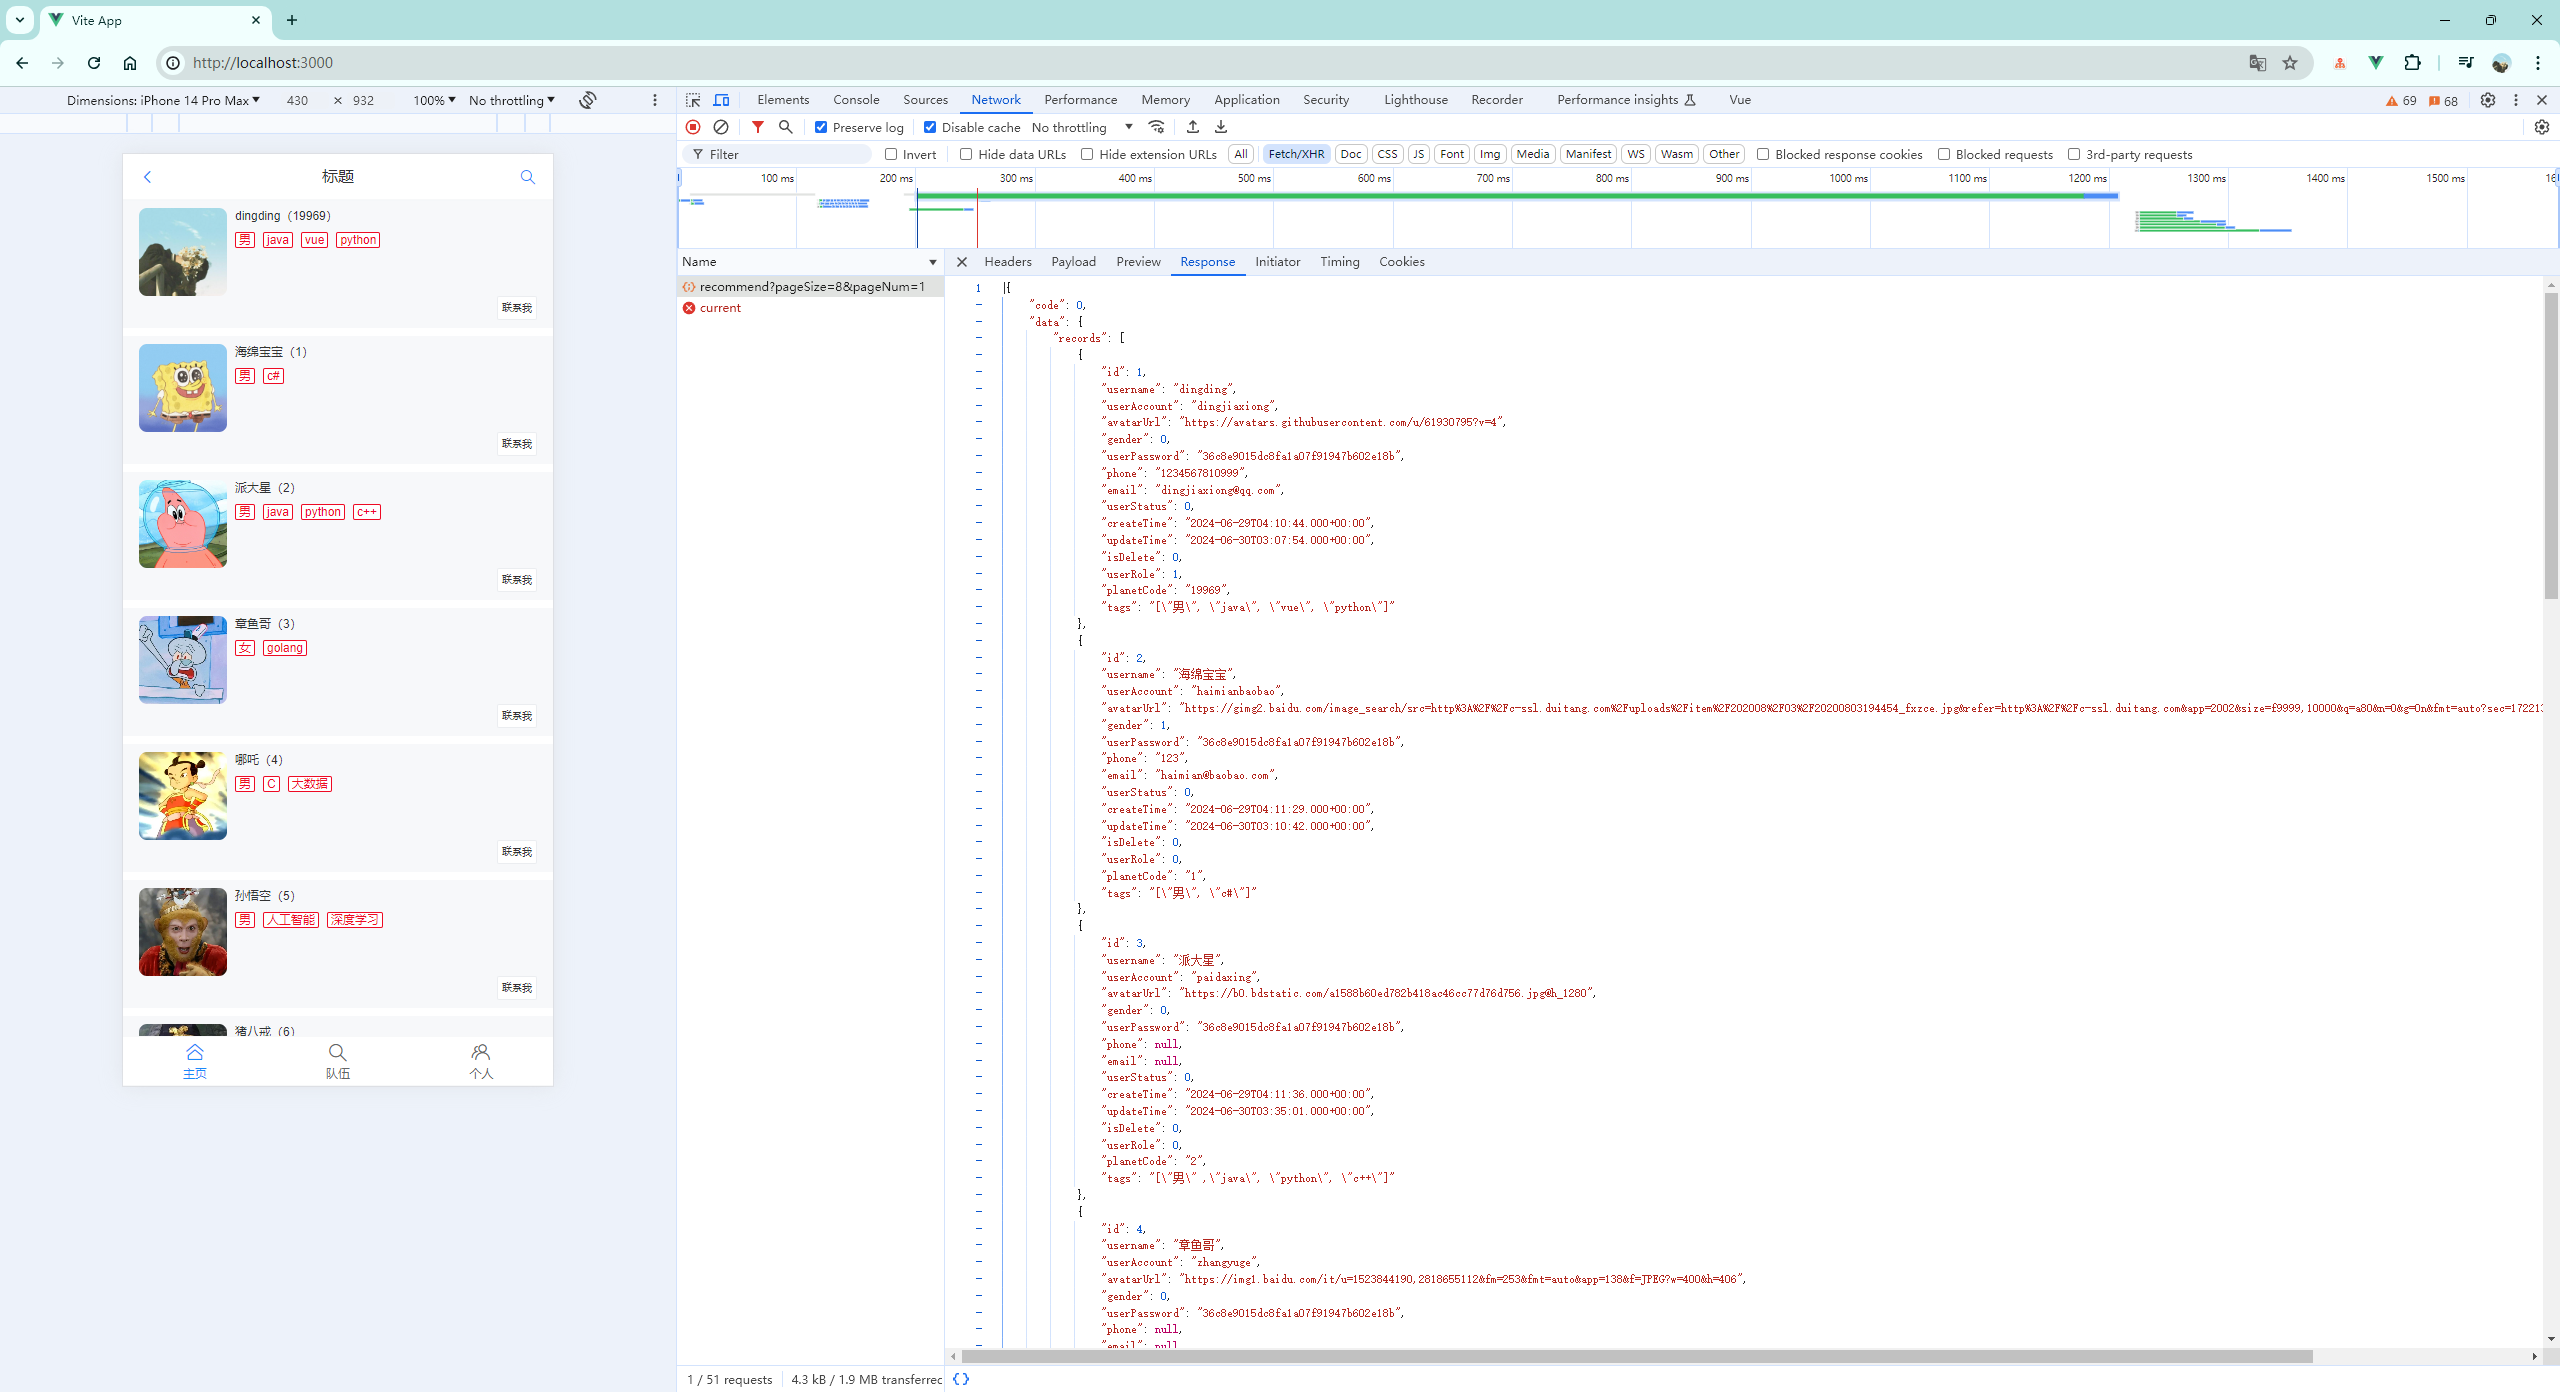 Vite App
http://localhost:3000
Dimensions: iPhone 14 Pro Max 430 × 932 100% No throttling
标题
dingding（19969）
男 java vue python
联系我
海绵宝宝（1）
男 c#
联系我
派大星（2）
男 java python c++
联系我
章鱼哥（3）
女 golang
联系我
哪吒（4）
男 C 大数据
联系我
孙悟空（5）
男 人工智能 深度学习
联系我
猪八戒（6）
主页 队伍 个人
Elements Console Sources Network Performance Memory Application Security Lighthouse Recorder Performance insights Vue 69 68
Preserve log Disable cache No throttling
Filter Invert Hide data URLs Hide extension URLs All Fetch/XHR Doc CSS JS Font Img Media Manifest WS Wasm Other Blocked response cookies Blocked requests 3rd-party requests
100 ms 200 ms 300 ms 400 ms 500 ms 600 ms 700 ms 800 ms 900 ms 1000 ms 1100 ms 1200 ms 1300 ms 1400 ms 1500 ms
Name
recommend?pageSize=8&pageNum=1
current
Headers Payload Preview Response Initiator Timing Cookies
1 {
"code": 0,
"data": {
"records": [
{
"id": 1,
"username": "dingding",
"userAccount": "dingjiaxiong",
"avatarUrl": "https://avatars.githubusercontent.com/u/61930795?v=4",
"gender": 0,
"userPassword": "36c8e9015dc8fa1a07f91947b602e18b",
"phone": "1234567810999",
"email": "dingjiaxiong@qq.com",
"userStatus": 0,
"createTime": "2024-06-29T04:10:44.000+00:00",
"updateTime": "2024-06-30T03:07:54.000+00:00",
"isDelete": 0,
"userRole": 1,
"planetCode": "19969",
"tags": "[\"男\", \"java\", \"vue\", \"python\"]"
},
{
"id": 2,
"username": "海绵宝宝",
"userAccount": "haimianbaobao",
"avatarUrl": "https://gimg2.baidu.com/image_search/src=http%3A%2F%2Fc-ssl.duitang.com%2Fuploads%2Fitem%2F202008%2F03%2F20200803194454_fxzce.jpg&refer=http%3A%2F%2Fc-ssl.duitang.com&app=2002&size=f9999,10000&q=a80&n=0&g=0n&fmt=auto?sec=172213
"gender": 1,
"userPassword": "36c8e9015dc8fa1a07f91947b602e18b",
"phone": "123",
"email": "haimian@baobao.com",
"userStatus": 0,
"createTime": "2024-06-29T04:11:29.000+00:00",
"updateTime": "2024-06-30T03:10:42.000+00:00",
"isDelete": 0,
"userRole": 0,
"planetCode": "1",
"tags": "[\"男\", \"c#\"]"
},
{
"id": 3,
"username": "派大星",
"userAccount": "paidaxing",
"avatarUrl": "https://b0.bdstatic.com/a1588b60ed782b418ac46cc77d76d756.jpg@h_1280",
"gender": 0,
"userPassword": "36c8e9015dc8fa1a07f91947b602e18b",
"phone": null,
"email": null,
"userStatus": 0,
"createTime": "2024-06-29T04:11:36.000+00:00",
"updateTime": "2024-06-30T03:35:01.000+00:00",
"isDelete": 0,
"userRole": 0,
"planetCode": "2",
"tags": "[\"男\" ,\"java\", \"python\", \"c++\"]"
},
{
"id": 4,
"username": "章鱼哥",
"userAccount": "zhangyuge",
"avatarUrl": "https://img1.baidu.com/it/u=1523844190,2818655112&fm=253&fmt=auto&app=138&f=JPEG?w=400&h=406",
"gender": 0,
"userPassword": "36c8e9015dc8fa1a07f91947b602e18b",
"phone": null,
"email": null
1 / 51 requests 4.3 kB / 1.9 MB transferred